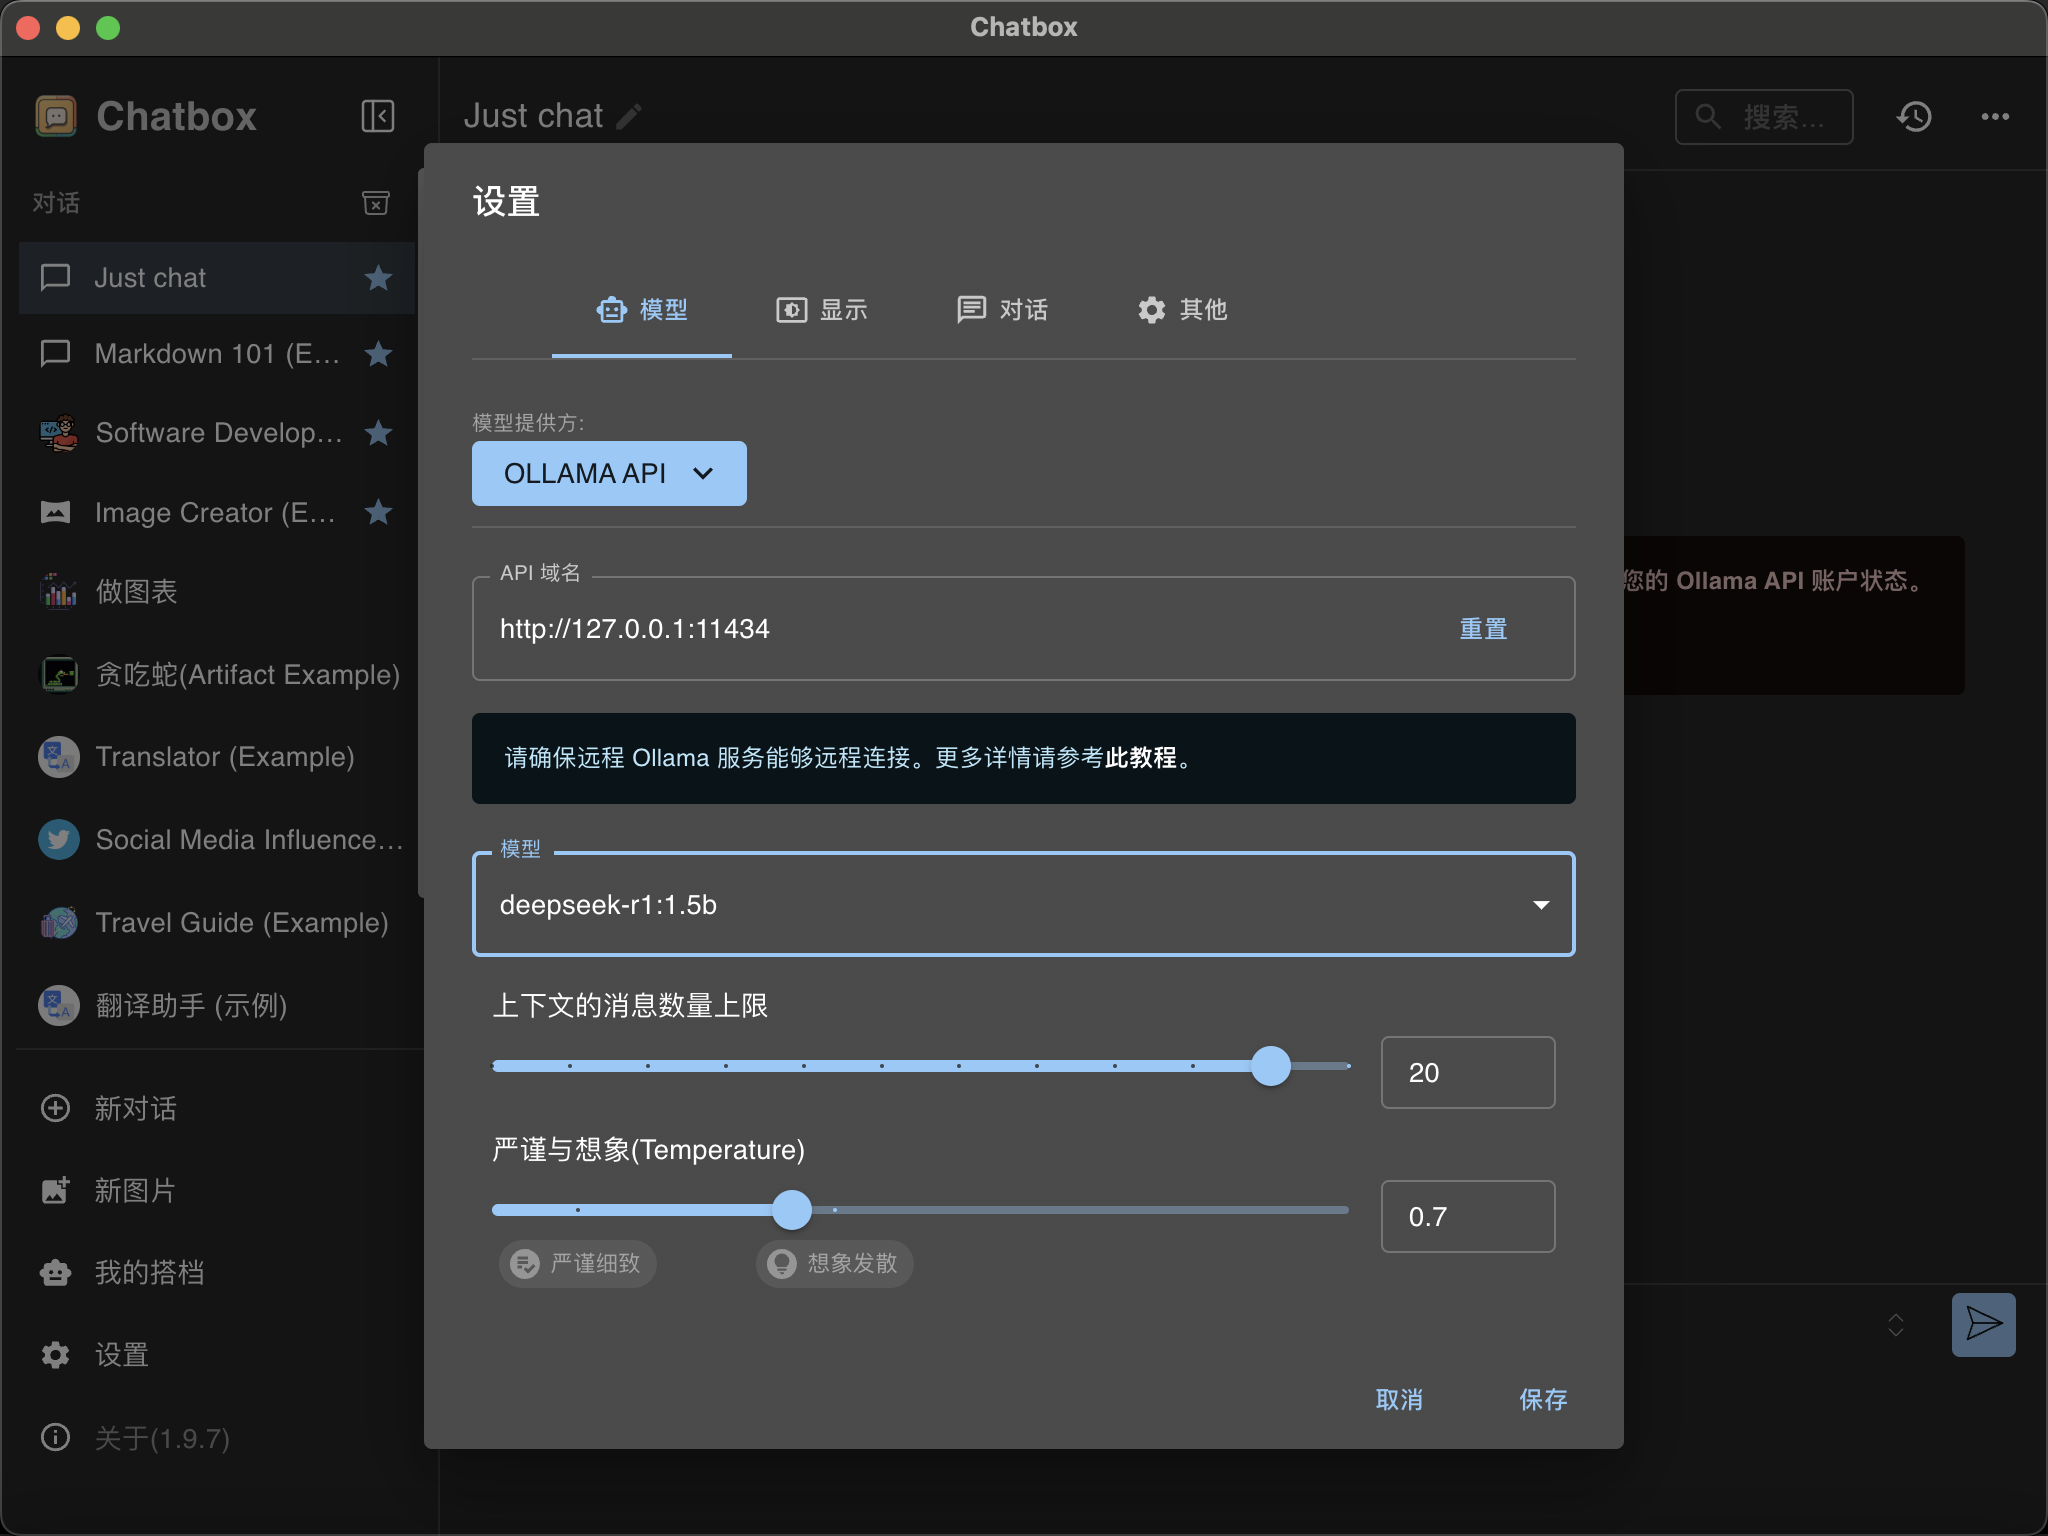 Chatbox
Chatbox
对话
Just chat
Markdown 101 (E...
Software Develop...
Image Creator (E...
做图表
贪吃蛇(Artifact Example)
Translator (Example)
Social Media Influence...
Travel Guide (Example)
翻译助手 (示例)
新对话
新图片
我的搭档
设置
关于(1.9.7)
Just chat
搜索...
您的 Ollama API 账户状态。
设置
模型
显示
对话
其他
模型提供方:
OLLAMA API
API 域名
http://127.0.0.1:11434
重置
请确保远程 Ollama 服务能够远程连接。更多详情请参考此教程。
模型
deepseek-r1:1.5b
上下文的消息数量上限
20
严谨与想象(Temperature)
0.7
严谨细致
想象发散
取消
保存